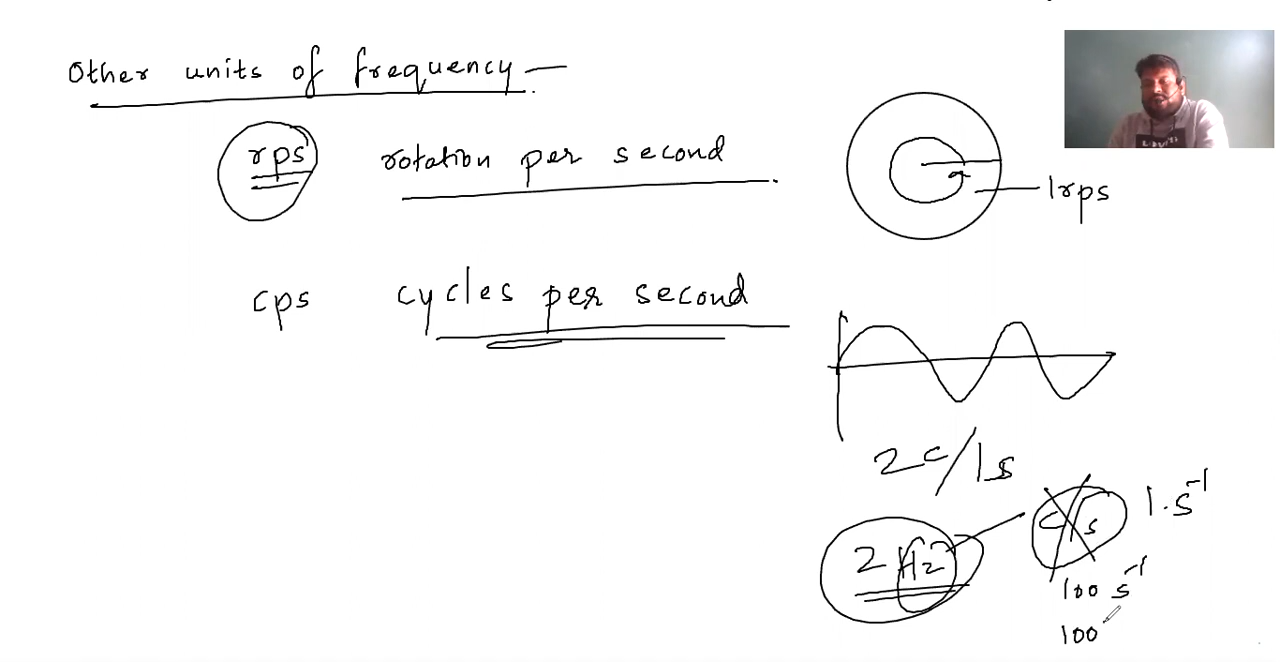 Other units of frequency —
rps rotation per second
1rps
cps cycles per second
2c/1s
2 Hz
c/s
1.s⁻¹
100 s⁻¹
100